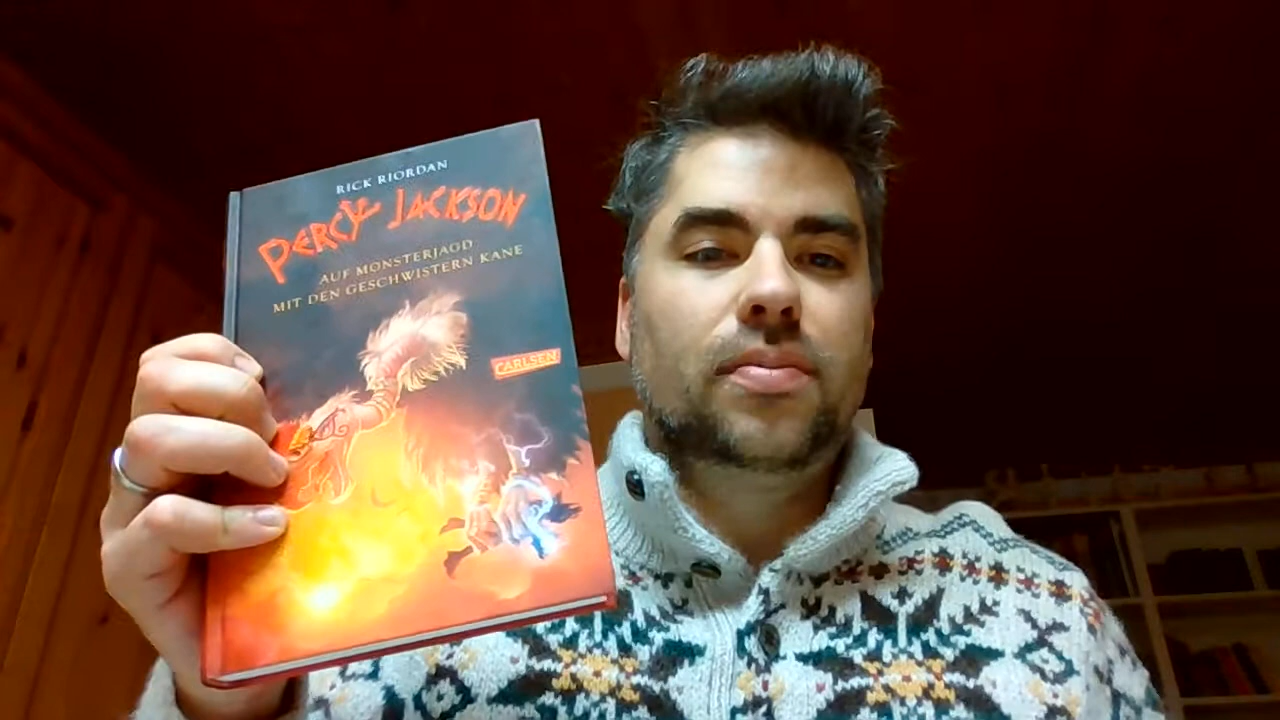 RICK RIORDAN
PERCY JACKSON
AUF MONSTERJAGD
MIT DEN GESCHWISTERN KANE
CARLSEN